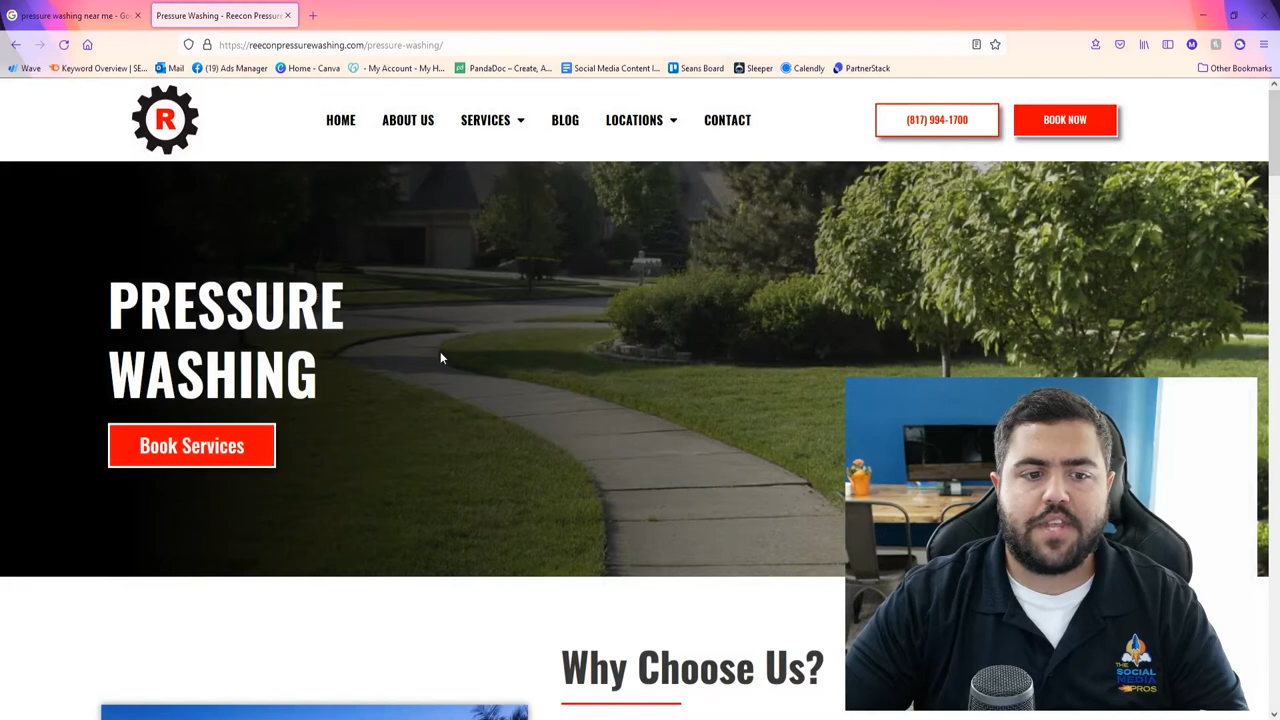 pressure washing near me - Goo
Pressure Washing - Reecon Pressure
https://reeconpressurewashing.com/pressure-washing/
Wave
Keyword Overview | SE...
Mail
(19) Ads Manager
Home - Canva
- My Account - My H...
PandaDoc – Create, A...
Social Media Content I...
Seans Board
Sleeper
Calendly
PartnerStack
Other Bookmarks
R
HOME
ABOUT US
SERVICES
BLOG
LOCATIONS
CONTACT
(817) 994-1700
BOOK NOW
PRESSURE
WASHING
Book Services
Why Choose Us?
THE
SOCIAL
MEDIA
PROS